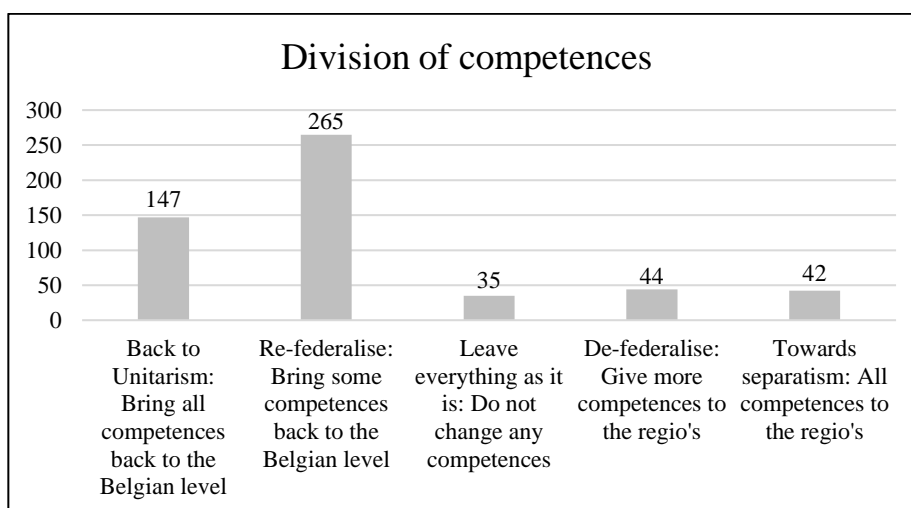 Division of competences
300
250
200
150
100
50
0
147
265
35
44
42
Back to
Unitarism:
Bring all
competences
back to the
Belgian level
Re-federalise:
Bring some
competences
back to the
Belgian level
Leave
everything as it
is: Do not
change any
competences
De-federalise:
Give more
competences to
the regio's
Towards
separatism: All
competences to
the regio's